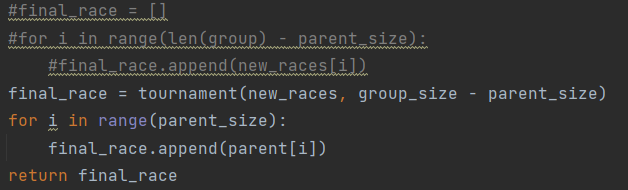 #final_race = []
#for i in range(len(group) - parent_size):
    #final_race.append(new_races[i])
final_race = tournament(new_races, group_size - parent_size)
for i in range(parent_size):
    final_race.append(parent[i])
return final_race